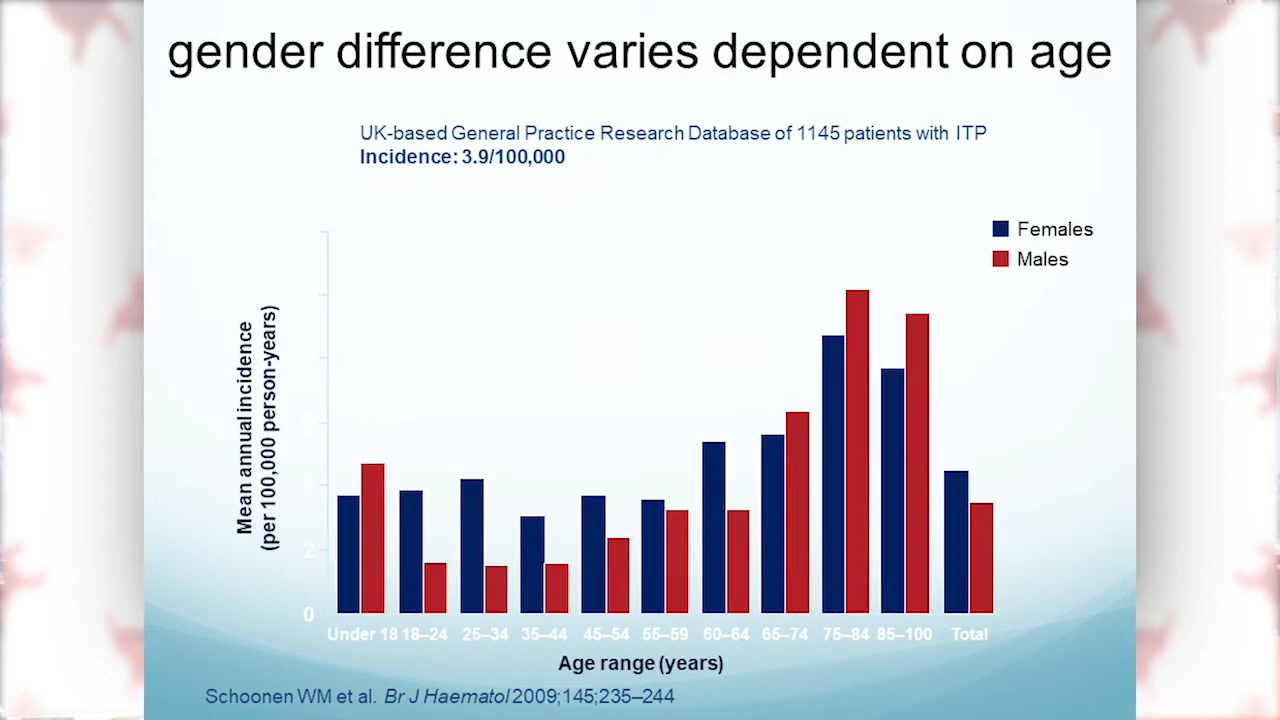 gender difference varies dependent on age
UK-based General Practice Research Database of 1145 patients with ITP
Incidence: 3.9/100,000
Females
Males
Mean annual incidence
(per 100,000 person-years)
2
0
Under 18 18–24 25–34 35–44 45–54 55–59 60–64 65–74 75–84 85–100 Total
Age range (years)
Schoonen WM et al. Br J Haematol 2009;145;235–244